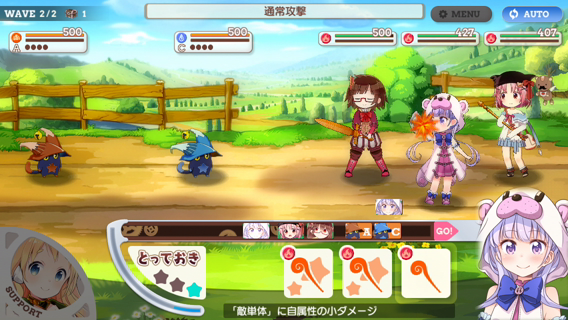 WAVE 2/2 1
通常攻撃
MENU
AUTO
500
A
500
C
500
427
407
A
C
GO!
とっておき
SUPPORT
「敵単体」に自属性の小ダメージ